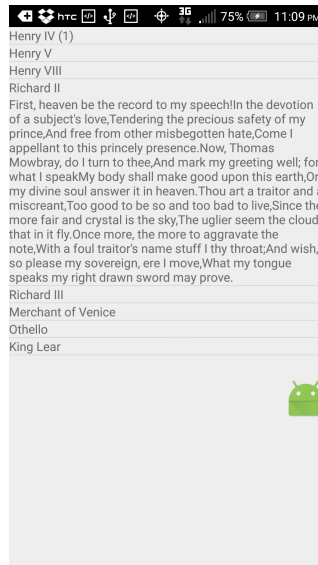 hTC 3G 75% 11:09 PM
Henry IV (1)
Henry V
Henry VIII
Richard II
First, heaven be the record to my speech!In the devotion
of a subject's love,Tendering the precious safety of my
prince,And free from other misbegotten hate,Come I
appellant to this princely presence.Now, Thomas
Mowbray, do I turn to thee,And mark my greeting well; for
what I speakMy body shall make good upon this earth,Or
my divine soul answer it in heaven.Thou art a traitor and a
miscreant,Too good to be so and too bad to live,Since the
more fair and crystal is the sky,The uglier seem the cloud
that in it fly.Once more, the more to aggravate the
note,With a foul traitor's name stuff I thy throat;And wish,
so please my sovereign, ere I move,What my tongue
speaks my right drawn sword may prove.
Richard III
Merchant of Venice
Othello
King Lear